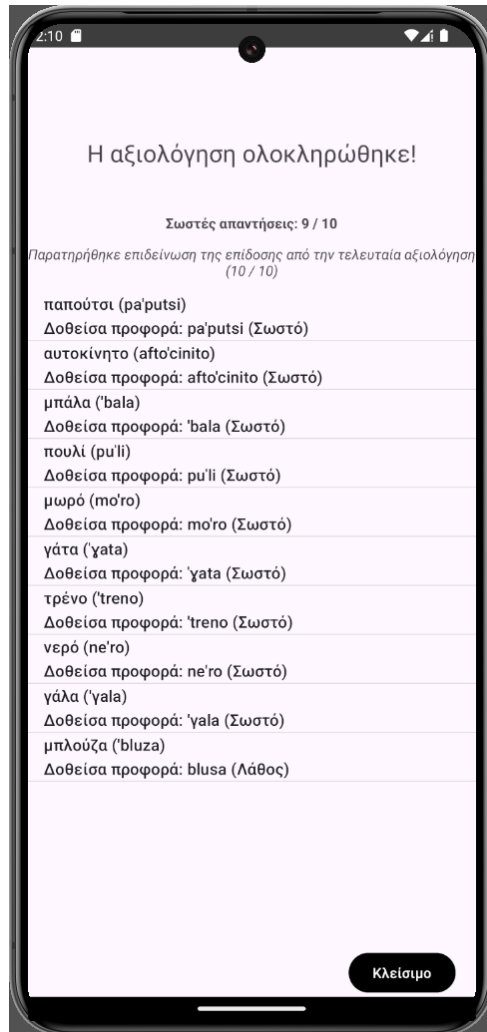 2:10
Η αξιολόγηση ολοκληρώθηκε!
Σωστές απαντήσεις: 9 / 10
Παρατηρήθηκε επιδείνωση της επίδοσης από την τελευταία αξιολόγηση
(10 / 10)
παπούτσι (pa'putsi)
Δοθείσα προφορά: pa'putsi (Σωστό)
αυτοκίνητο (afto'cinito)
Δοθείσα προφορά: afto'cinito (Σωστό)
μπάλα ('bala)
Δοθείσα προφορά: 'bala (Σωστό)
πουλί (pu'li)
Δοθείσα προφορά: pu'li (Σωστό)
μωρό (mo'ro)
Δοθείσα προφορά: mo'ro (Σωστό)
γάτα ('ɣata)
Δοθείσα προφορά: 'ɣata (Σωστό)
τρένο ('treno)
Δοθείσα προφορά: 'treno (Σωστό)
νερό (ne'ro)
Δοθείσα προφορά: ne'ro (Σωστό)
γάλα ('γala)
Δοθείσα προφορά: 'γala (Σωστό)
μπλούζα ('bluza)
Δοθείσα προφορά: blusa (Λάθος)
Κλείσιμο